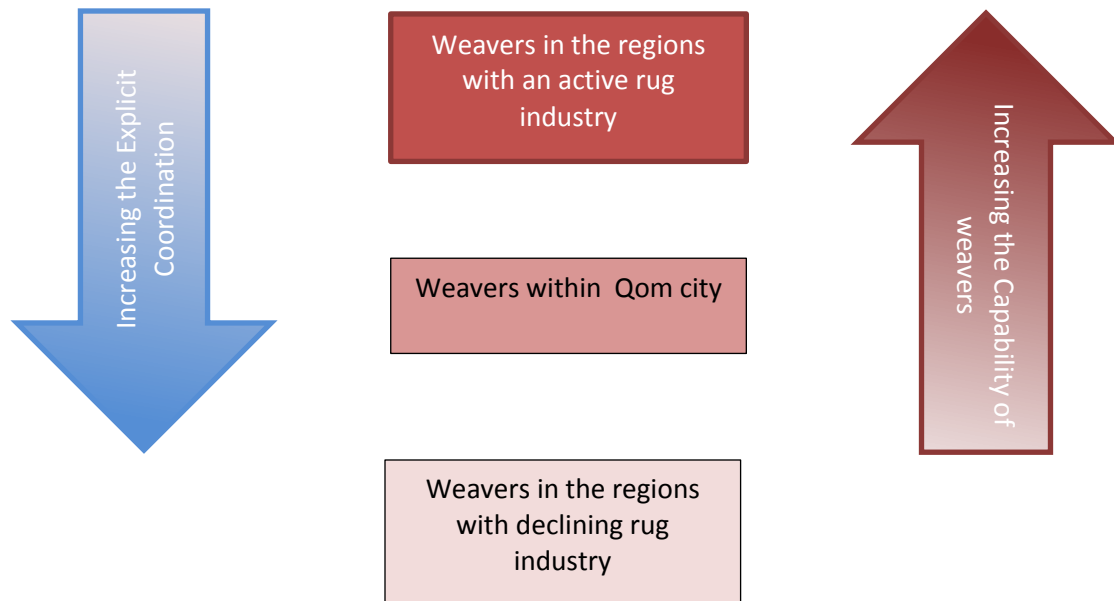 Increasing the Explicit
Coordination
Weavers in the regions
with an active rug
industry
Weavers within  Qom city
Weavers in the regions
with declining rug
industry
Increasing the Capability of
weavers